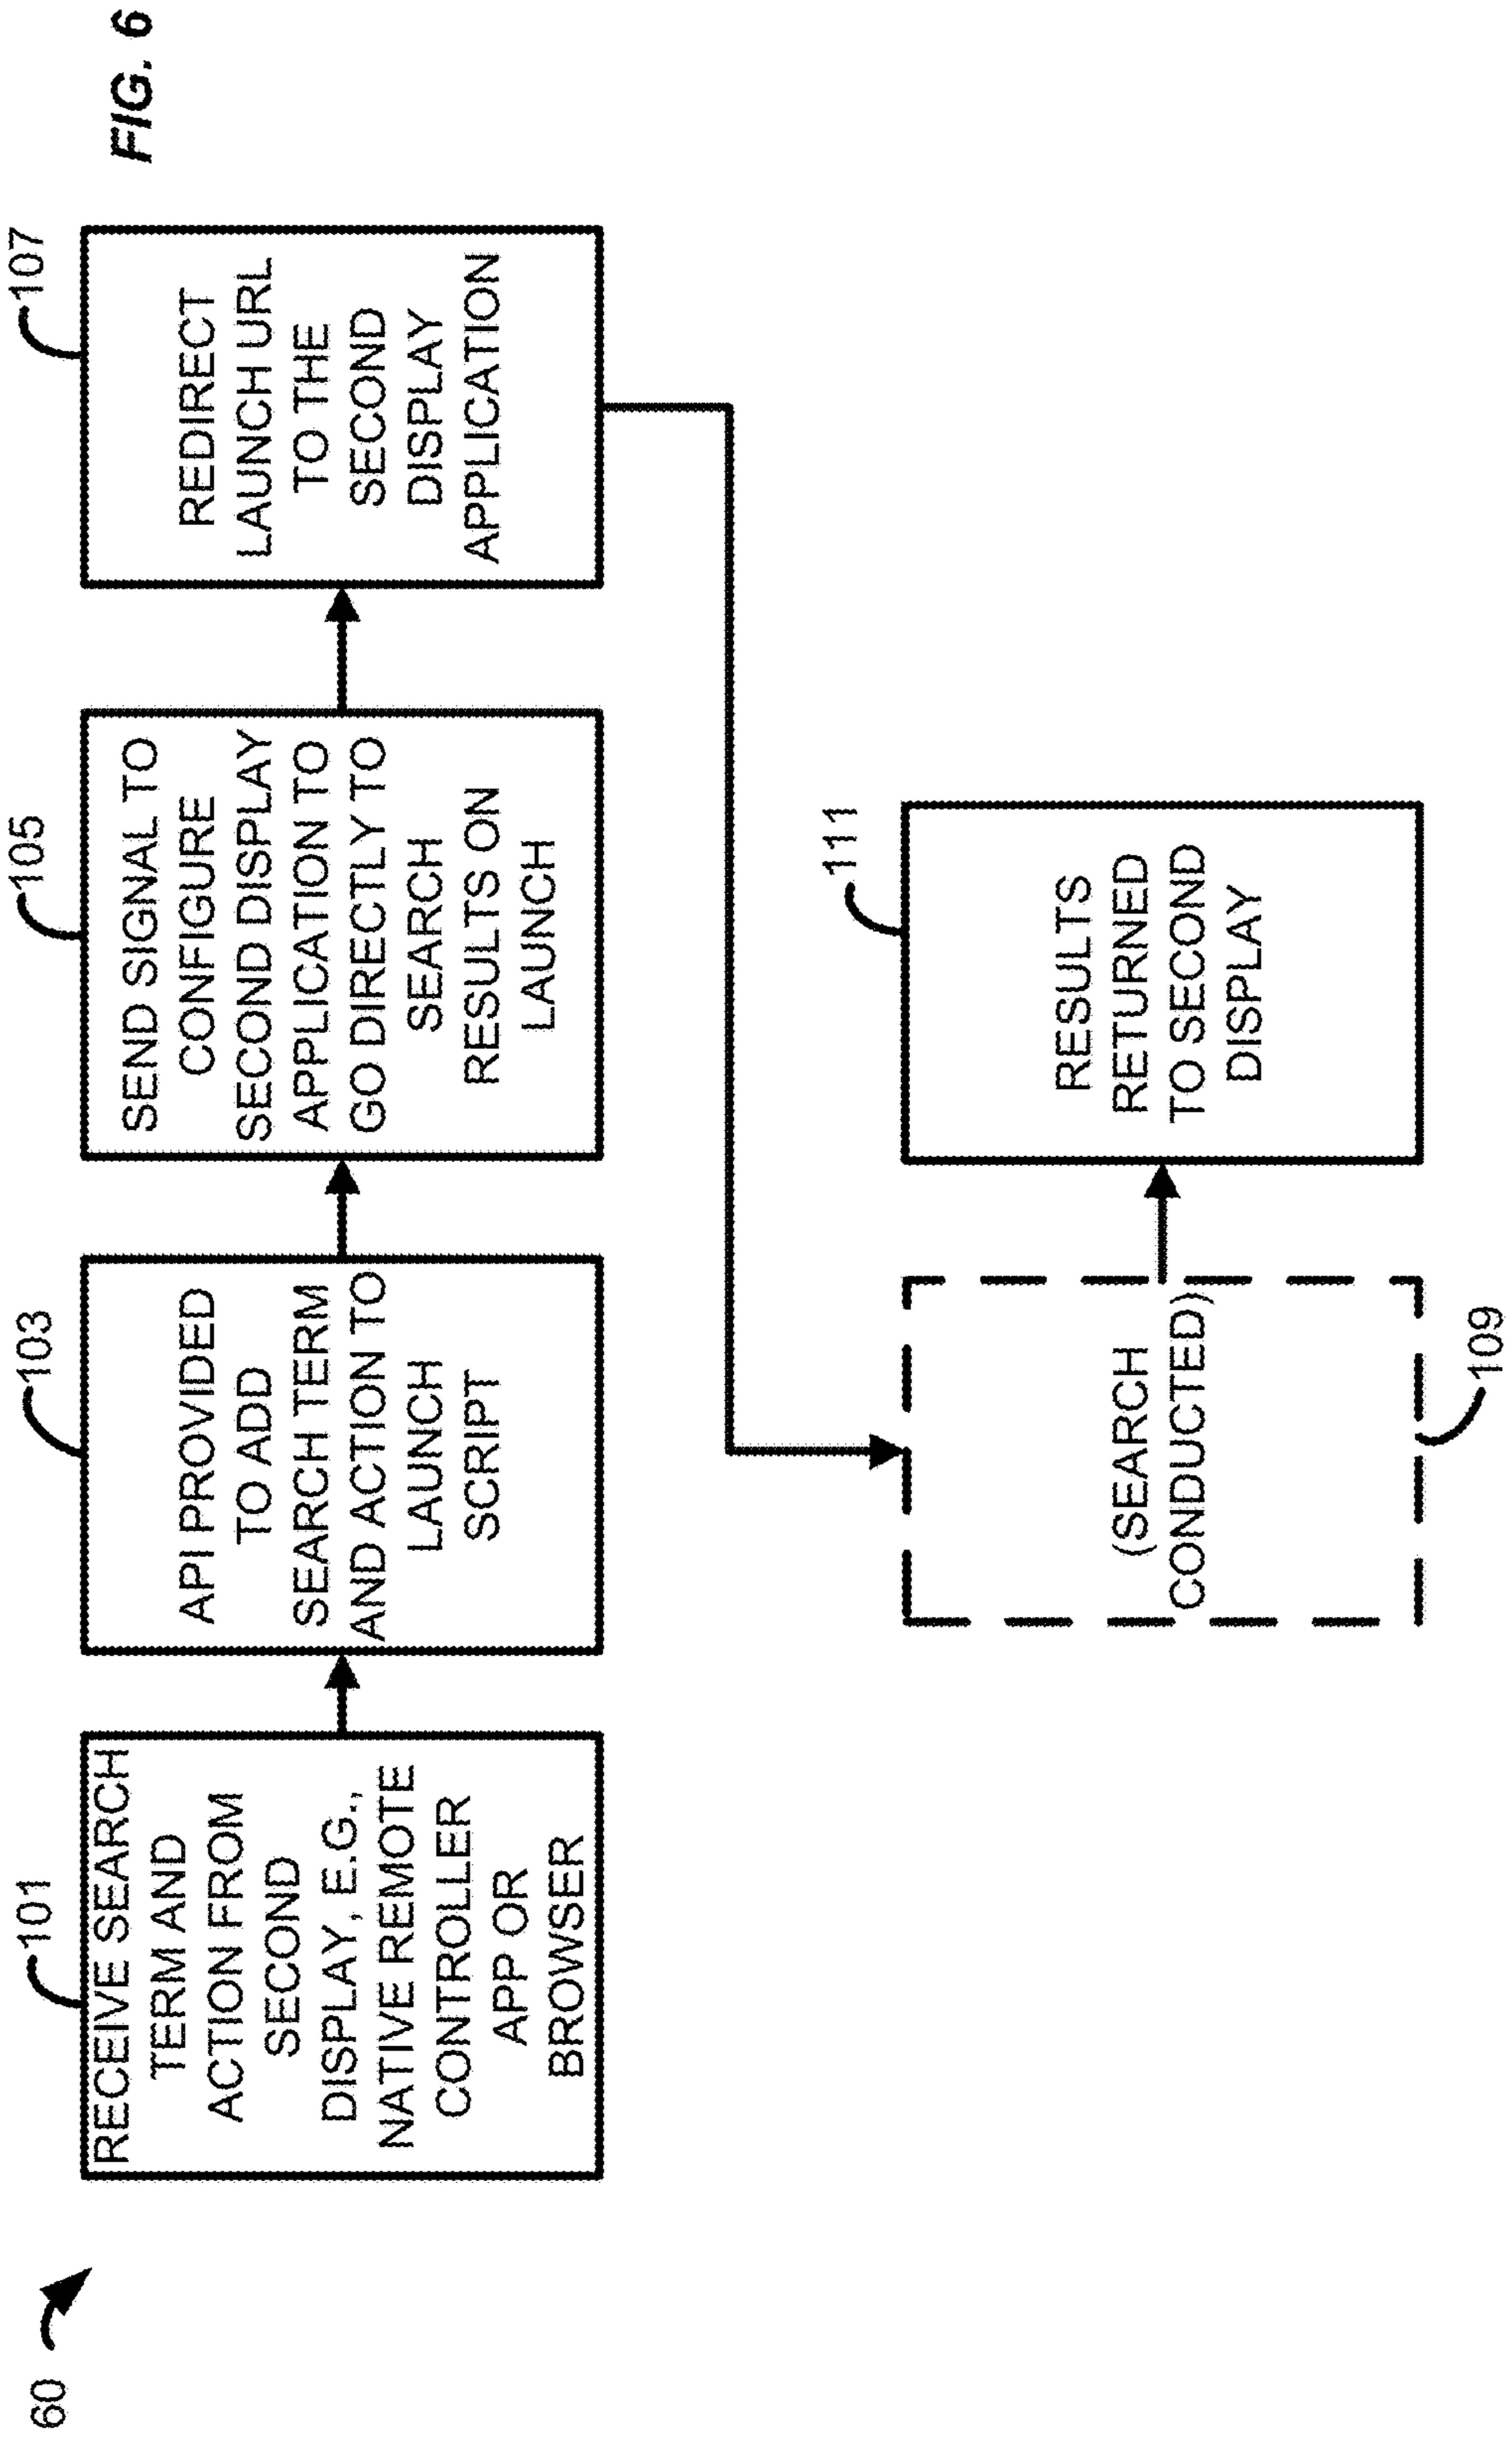 FIG. 6
60
101
RECEIVE SEARCH
TERM AND
ACTION FROM
SECOND
DISPLAY, E.G.,
NATIVE REMOTE
CONTROLLER
APP OR
BROWSER
103
API PROVIDED
TO ADD
SEARCH TERM
AND ACTION TO
LAUNCH
SCRIPT
105
SEND SIGNAL TO
CONFIGURE
SECOND DISPLAY
APPLICATION TO
GO DIRECTLY TO
SEARCH
RESULTS ON
LAUNCH
107
REDIRECT
LAUNCH URL
TO THE
SECOND
DISPLAY
APPLICATION
(SEARCH
CONDUCTED)
109
111
RESULTS
RETURNED
TO SECOND
DISPLAY